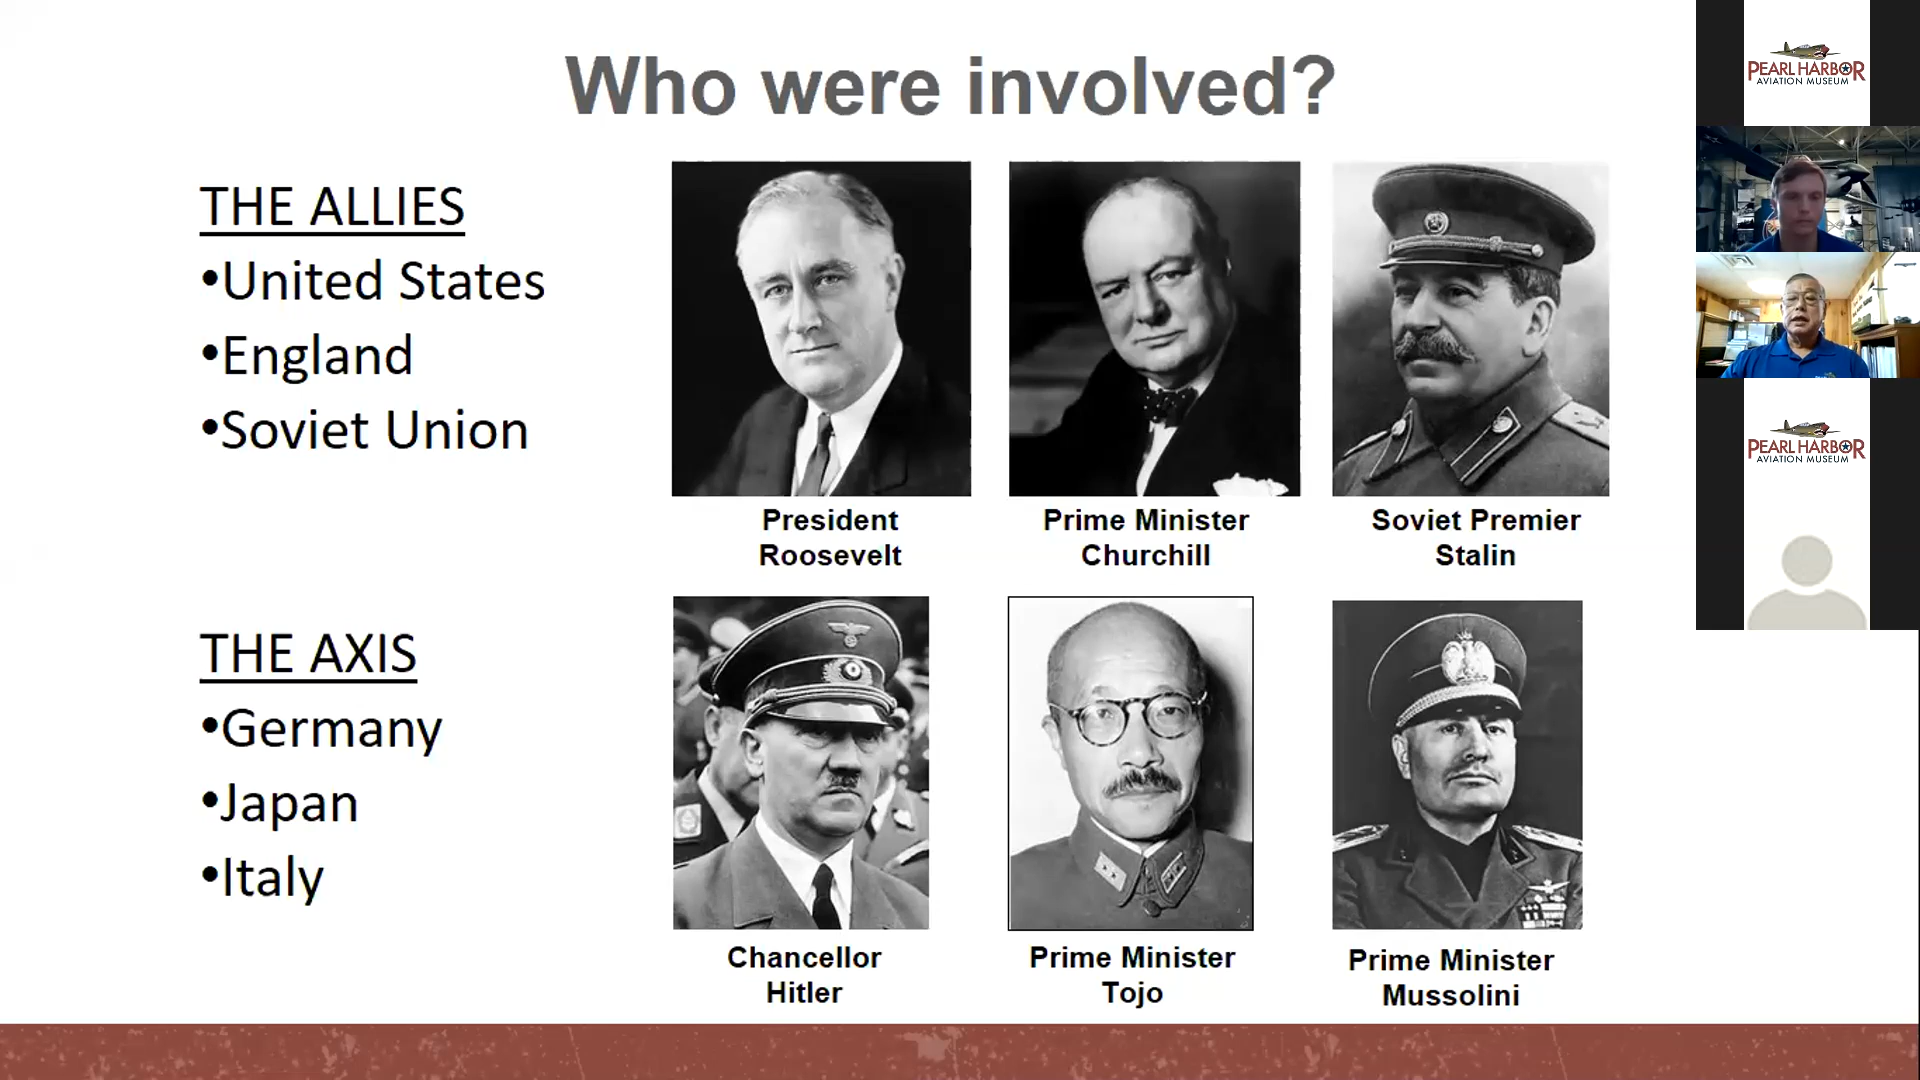 Who were involved?
THE ALLIES
•United States
•England
•Soviet Union
President
Roosevelt
Prime Minister
Churchill
Soviet Premier
Stalin
THE AXIS
•Germany
•Japan
•Italy
Chancellor
Hitler
Prime Minister
Tojo
Prime Minister
Mussolini
PEARL HARBOR
AVIATION MUSEUM
PEARL HARBOR
AVIATION MUSEUM